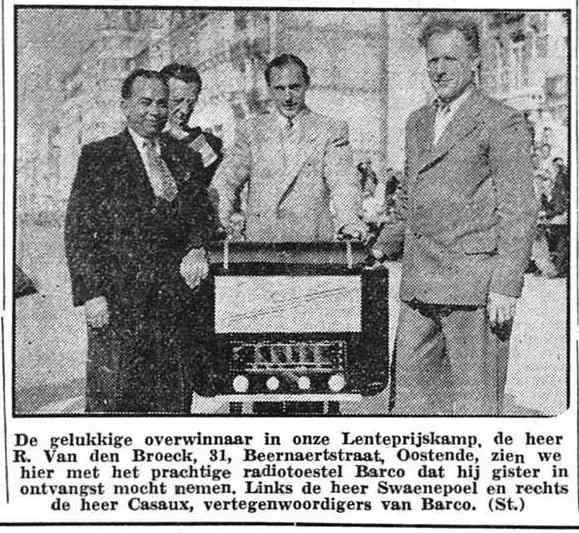 De gelukkige overwinnaar in onze Lenteprijskamp, de heer
R. Van den Broeck, 31, Beernaertstraat, Oostende, zien we
hier met het prachtige radiotoestel Barco dat hij gister in
ontvangst mocht nemen. Links de heer Swaenepoel en rechts
de heer Casaux, vertegenwoordigers van Barco. (St.)